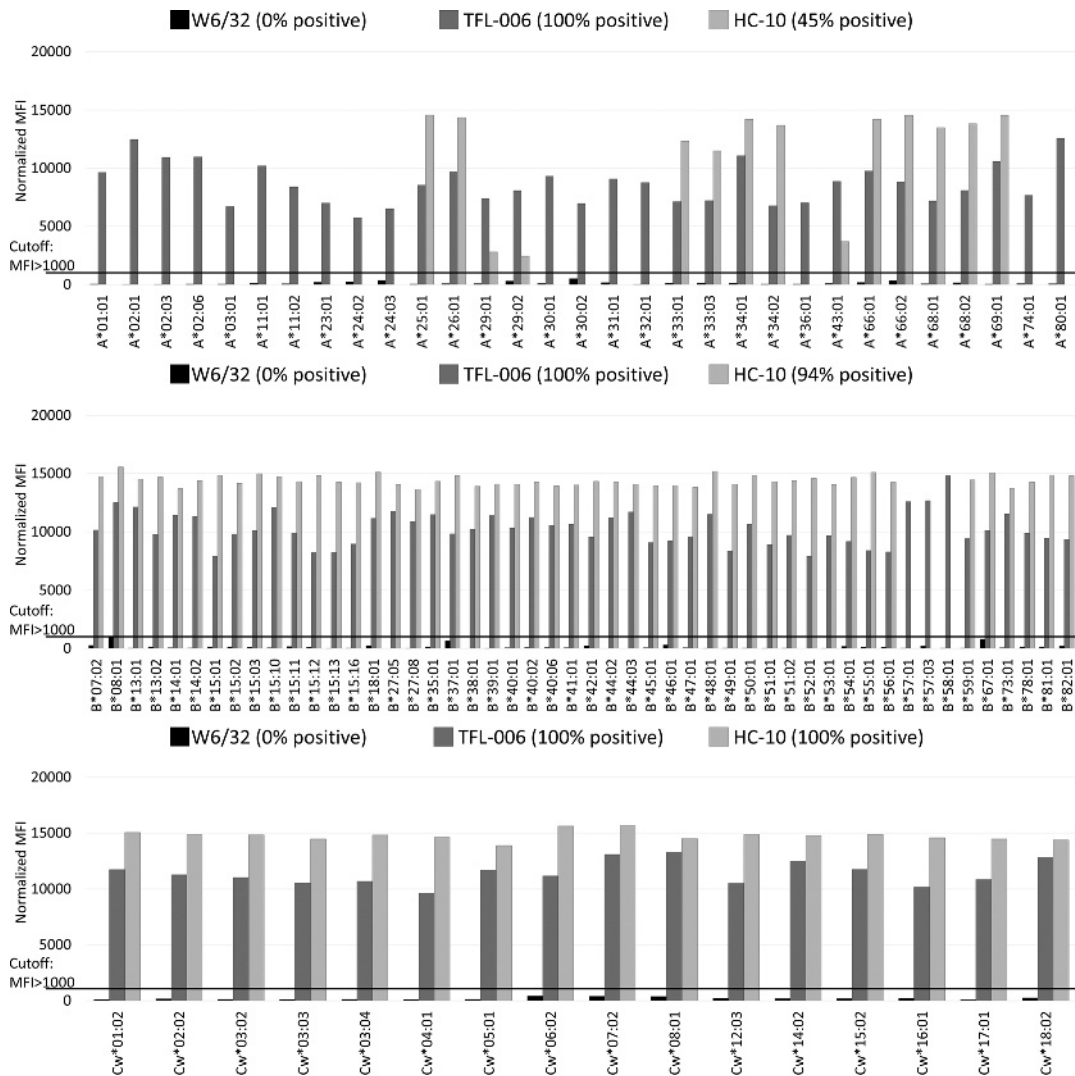 W6/32 (0% positive) TFL-006 (100% positive) HC-10 (45% positive)
20000
15000
10000
5000
0
Normalized MFI
Cutoff:
MFI>1000
A*01:01 A*02:01 A*02:03 A*02:06 A*03:01 A*11:01 A*11:02 A*23:01 A*24:02 A*24:03 A*25:01 A*26:01 A*29:01 A*29:02 A*30:01 A*30:02 A*31:01 A*32:01 A*33:01 A*33:03 A*34:01 A*34:02 A*36:01 A*43:01 A*66:01 A*66:02 A*68:01 A*68:02 A*69:01 A*74:01 A*80:01
W6/32 (0% positive) TFL-006 (100% positive) HC-10 (94% positive)
20000
15000
10000
5000
0
Normalized MFI
Cutoff:
MFI>1000
B*07:02 B*08:01 B*13:01 B*13:02 B*14:01 B*14:02 B*15:01 B*15:02 B*15:03 B*15:10 B*15:11 B*15:12 B*15:13 B*15:16 B*18:01 B*27:05 B*27:08 B*35:01 B*37:01 B*38:01 B*39:01 B*40:01 B*40:02 B*40:06 B*41:01 B*42:01 B*44:02 B*44:03 B*45:01 B*46:01 B*47:01 B*48:01 B*49:01 B*50:01 B*51:01 B*51:02 B*52:01 B*53:01 B*54:01 B*55:01 B*56:01 B*57:01 B*57:03 B*58:01 B*59:01 B*67:01 B*73:01 B*78:01 B*81:01 B*82:01
W6/32 (0% positive) TFL-006 (100% positive) HC-10 (100% positive)
20000
15000
10000
5000
0
Normalized MFI
Cutoff:
MFI>1000
Cw*01:02 Cw*02:02 Cw*03:02 Cw*03:03 Cw*03:04 Cw*04:01 Cw*05:01 Cw*06:02 Cw*07:02 Cw*08:01 Cw*12:03 Cw*14:02 Cw*15:02 Cw*16:01 Cw*17:01 Cw*18:02